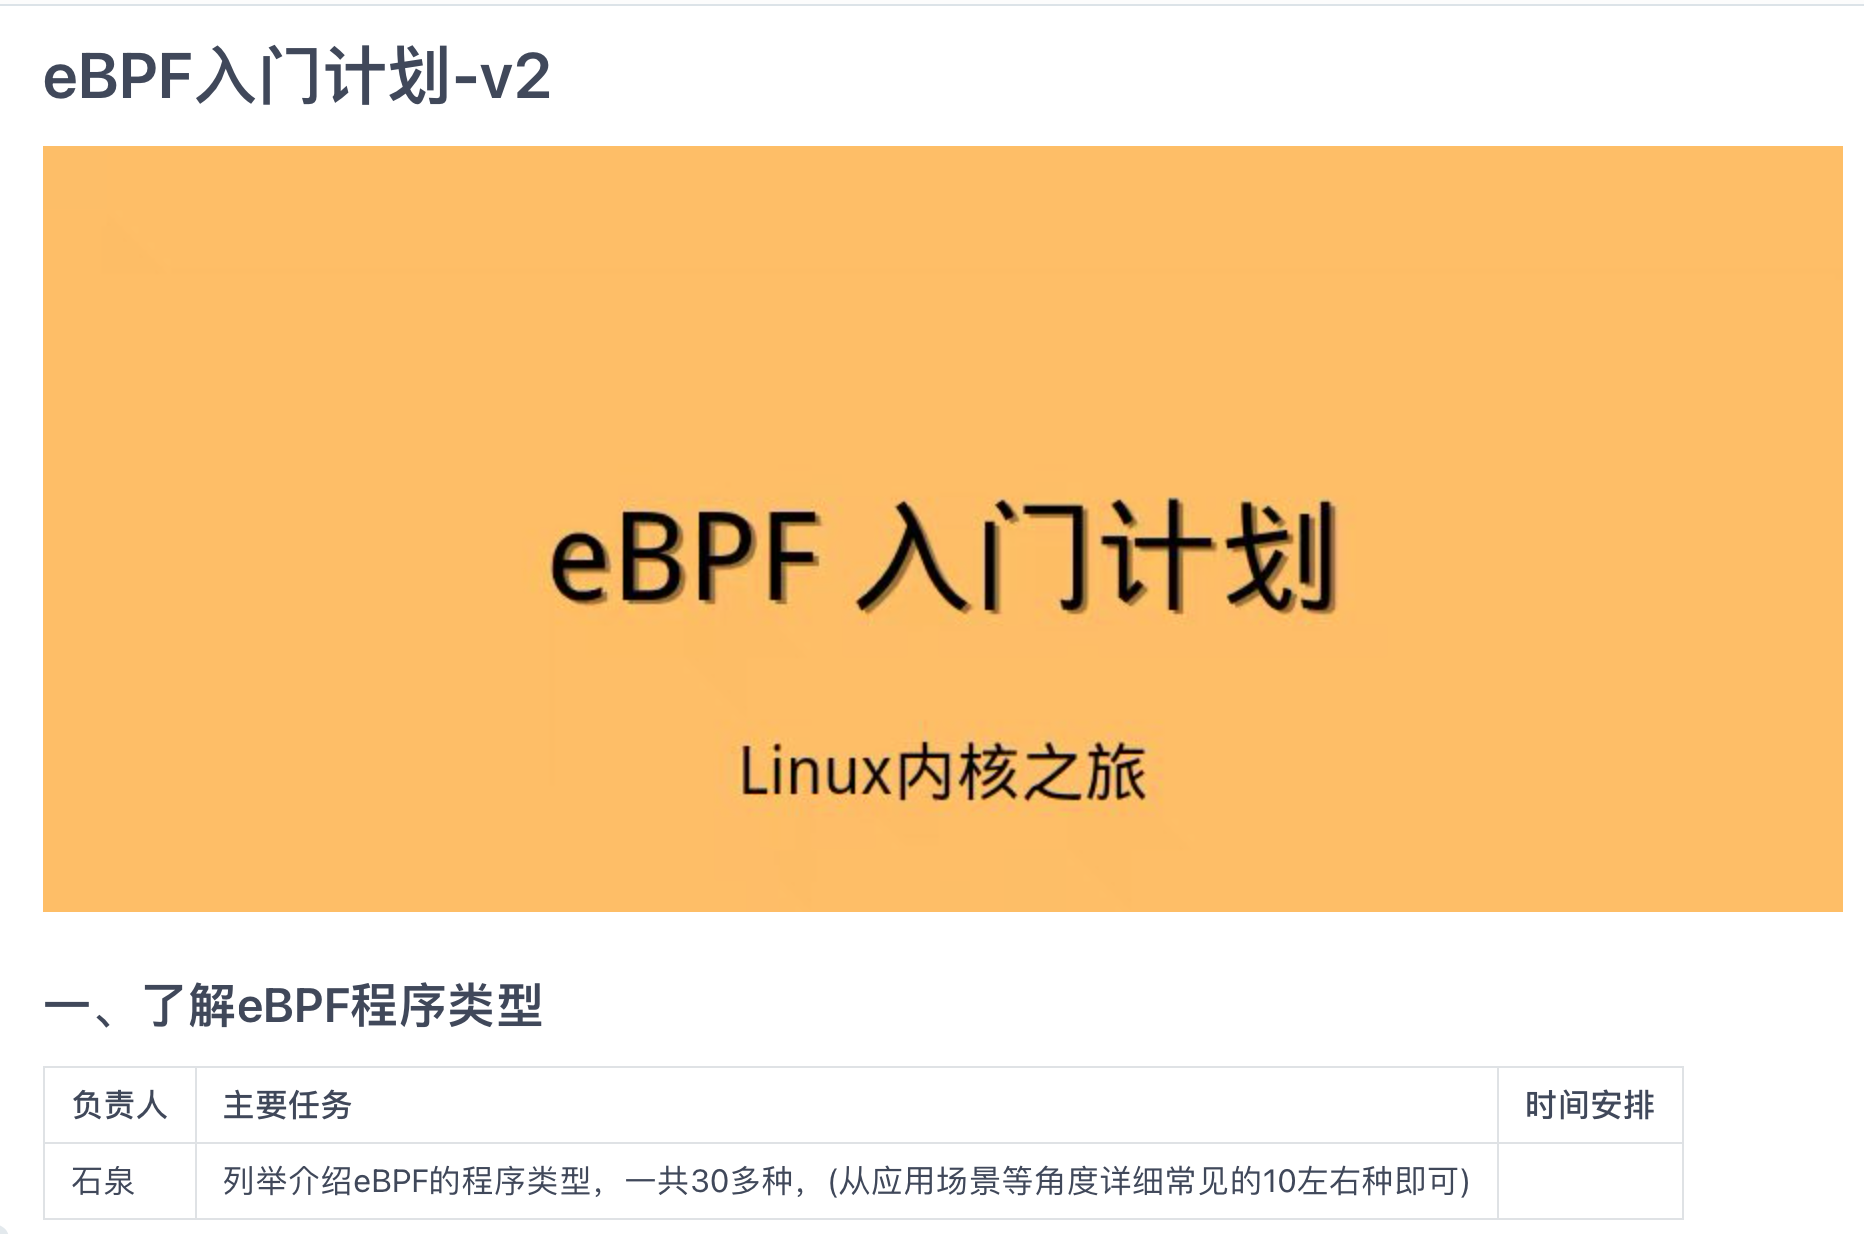 eBPF入门计划-v2
eBPF 入门计划
Linux内核之旅
一、了解eBPF程序类型
负责人 主要任务 时间安排
石泉 列举介绍eBPF的程序类型，一共30多种，(从应用场景等角度详细常见的10左右种即可)